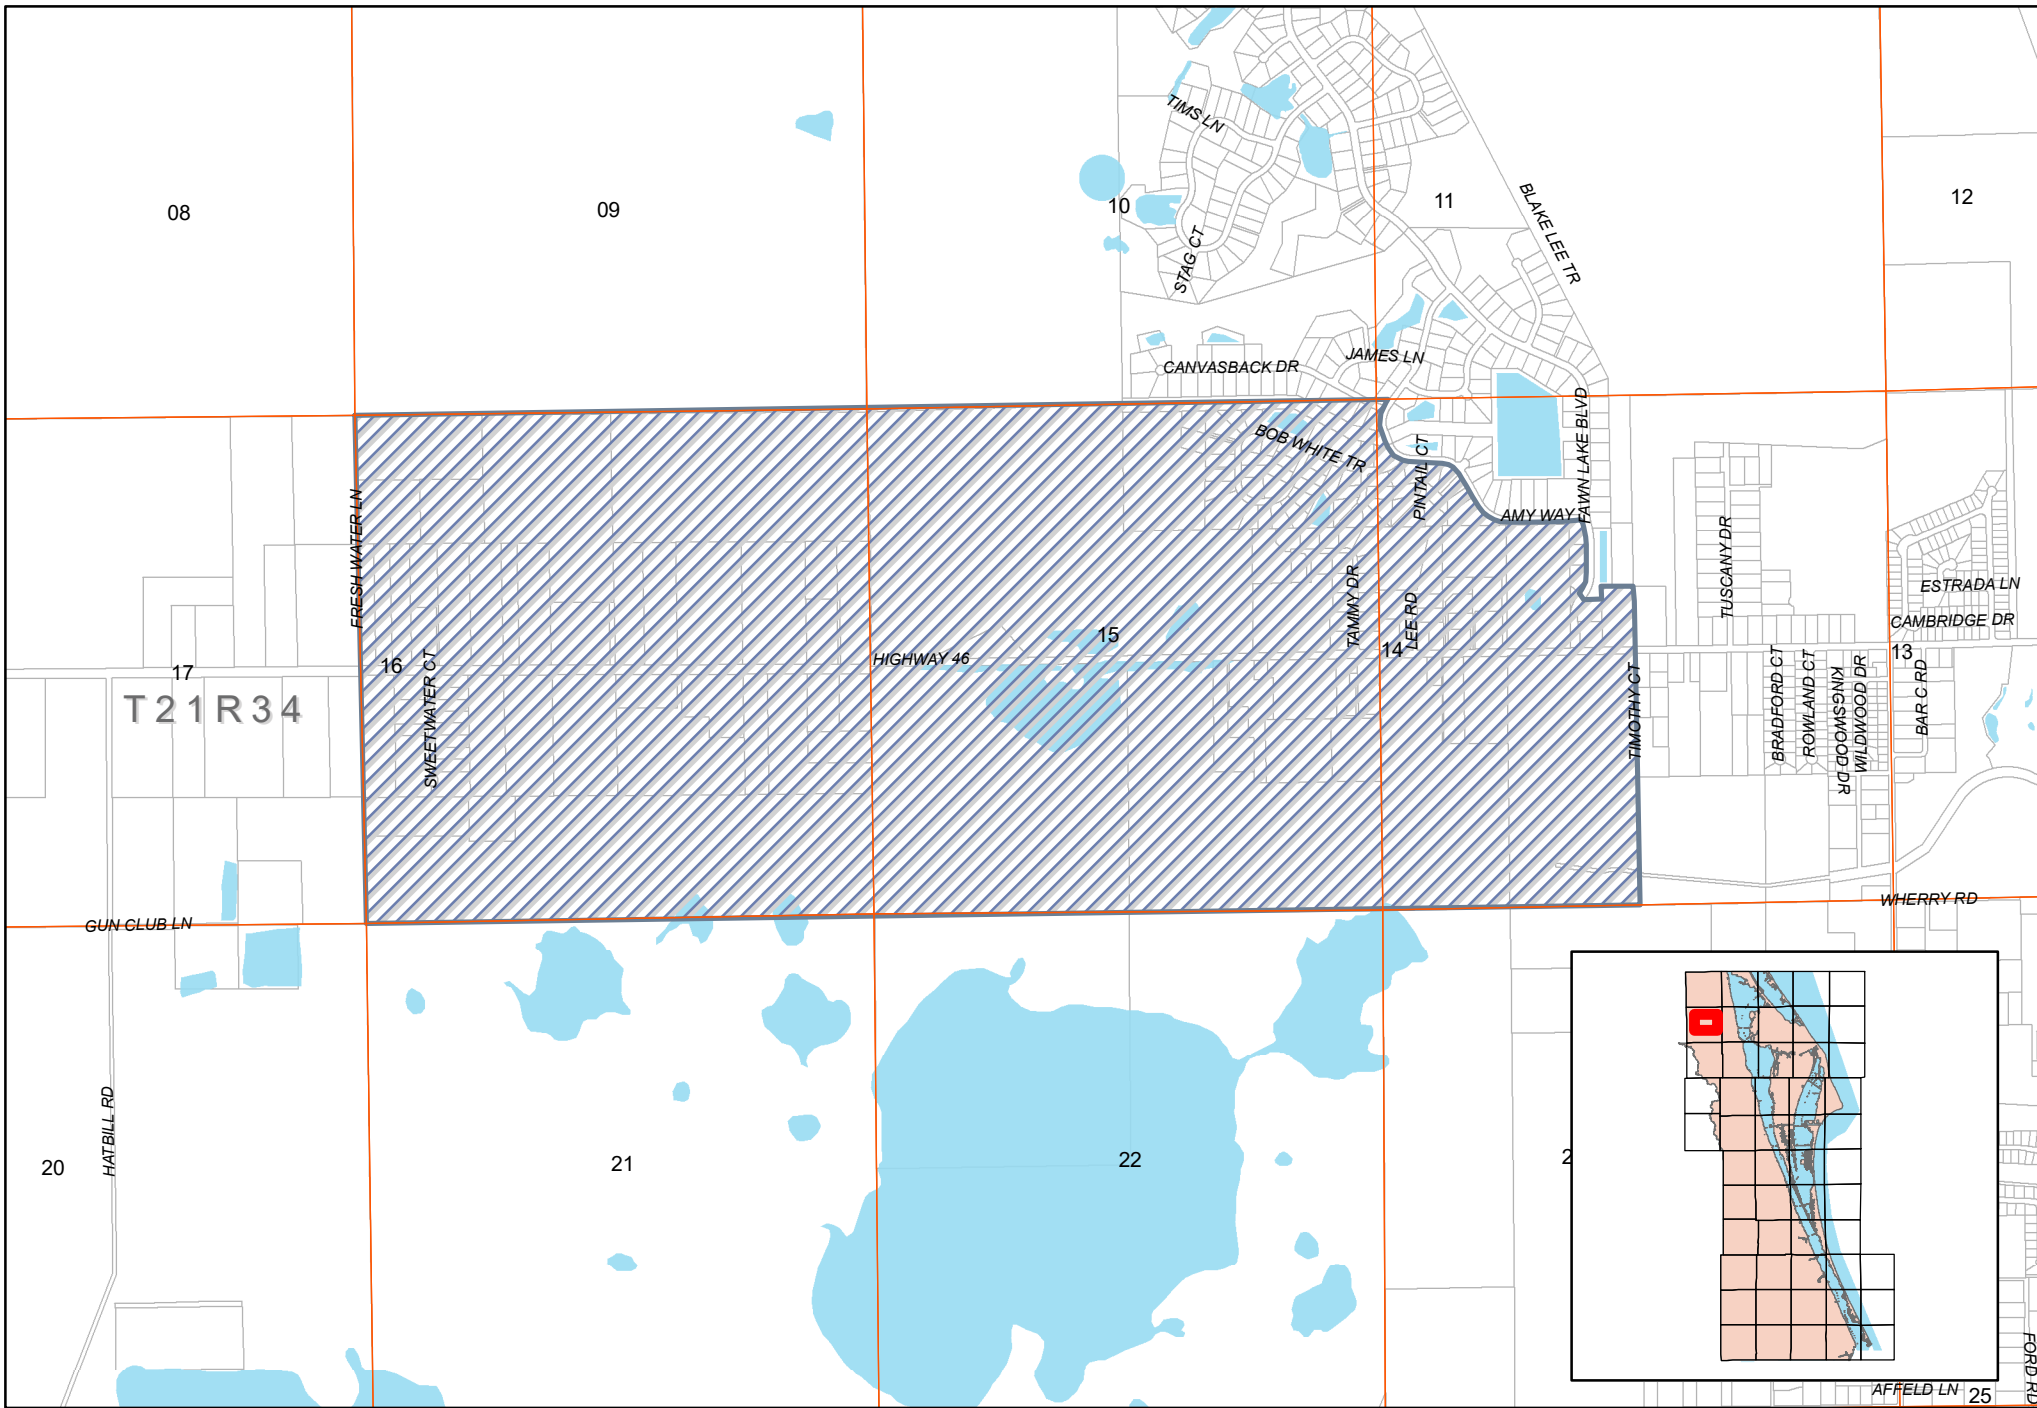 TIMS LN
08
09
10
11
12
BLAKE LEE TR
STAG CT
JAMES LN
CANVASBACK DR
FAWN LAKE BLVD
BOB WHITE TR
PINTAIL CT
AMY WAY
FRESH WATER LN
TUSCANY DR
TAMMY DR
LEE RD
ESTRADA LN
CAMBRIDGE DR
15
14
13
HIGHWAY 46
16
17
T21R34
SWEETWATER CT
TIMOTHY CT
BRADFORD CT
ROWLAND CT
KINGSWOOD DR
WILDWOOD DR
BAR C RD
WHERRY RD
GUN CLUB LN
HATBILL RD
20
21
22
2
FORD RD
AFFELD LN
25